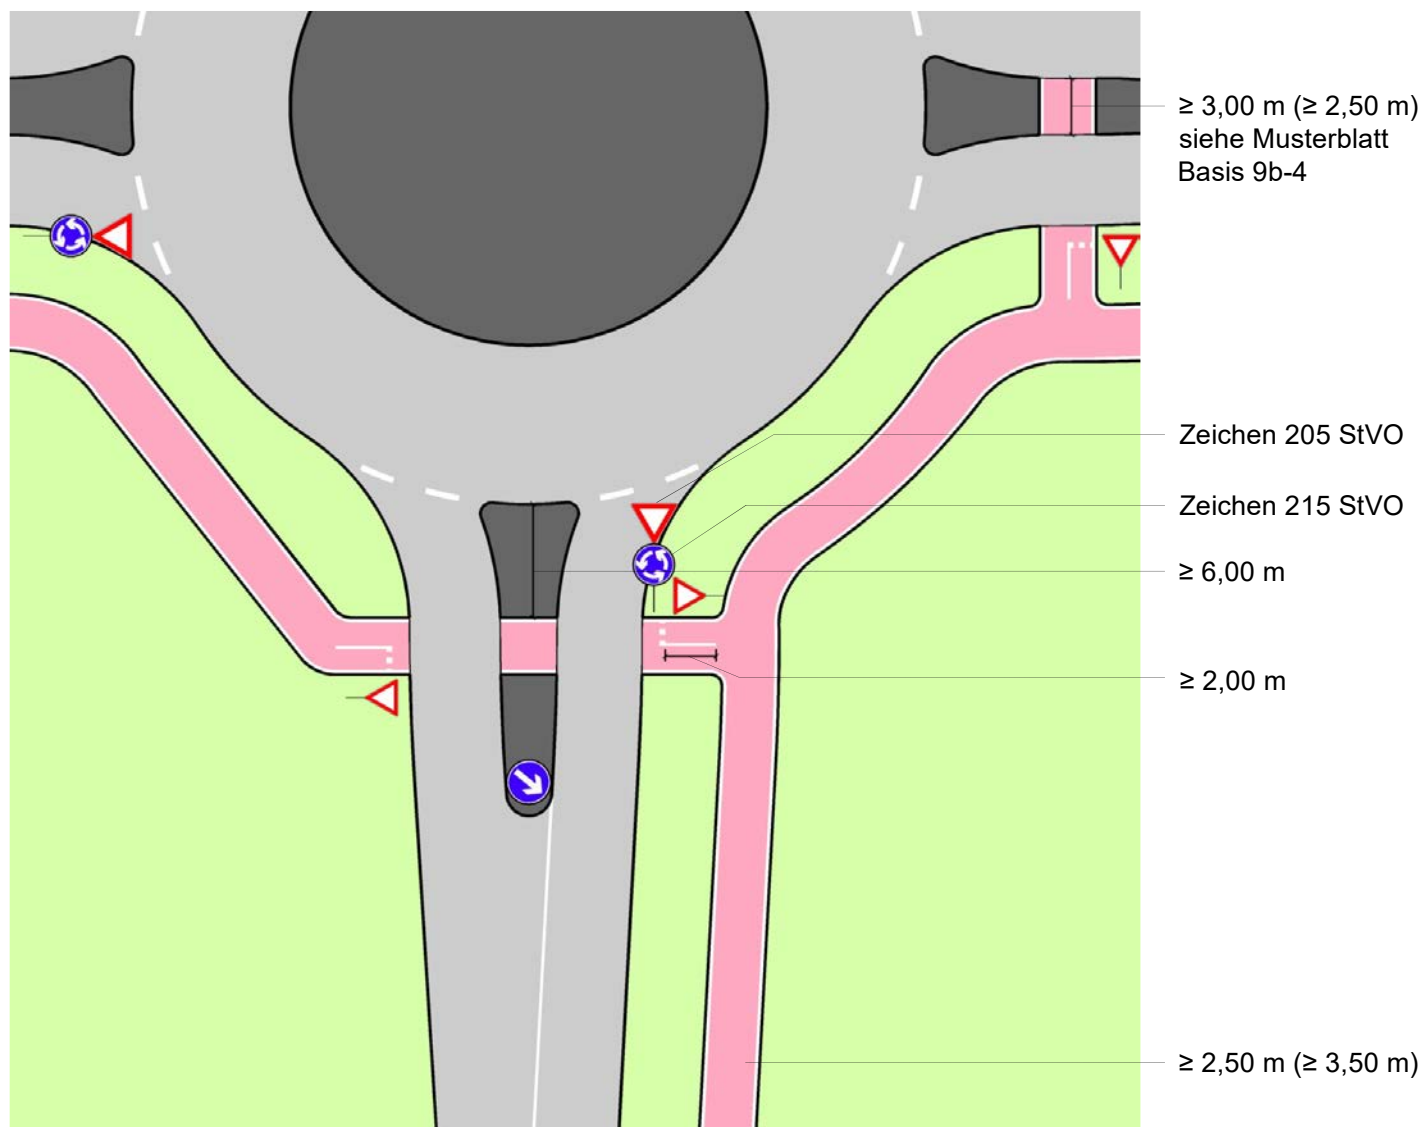 ≥ 3,00 m (≥ 2,50 m)
siehe Musterblatt
Basis 9b-4
Zeichen 205 StVO
Zeichen 215 StVO
≥ 6,00 m
≥ 2,00 m
≥ 2,50 m (≥ 3,50 m)